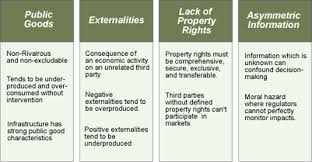 Public
Goods
Non-Rivalrous
and non-excludable
Tends to be under-
produced and over-
consumed without
intervention
Infrastructure has
strong public good
characteristics
Externalities
Consequence of
an economic activity
on an unrelated third
party
Negative
externalities tend to
be overproduced.
Positive externalities
tend to be
underproduced
Lack of
Property
Rights
Property rights must
be comprehensive,
secure, exclusive,
and transferable.
Third parties
without defined
property rights can't
participate in
markets
Asymmetric
Information
Information which is
unknown can
confound decision-
making
Moral hazard
where regulators
cannot perfectly
monitor impacts.